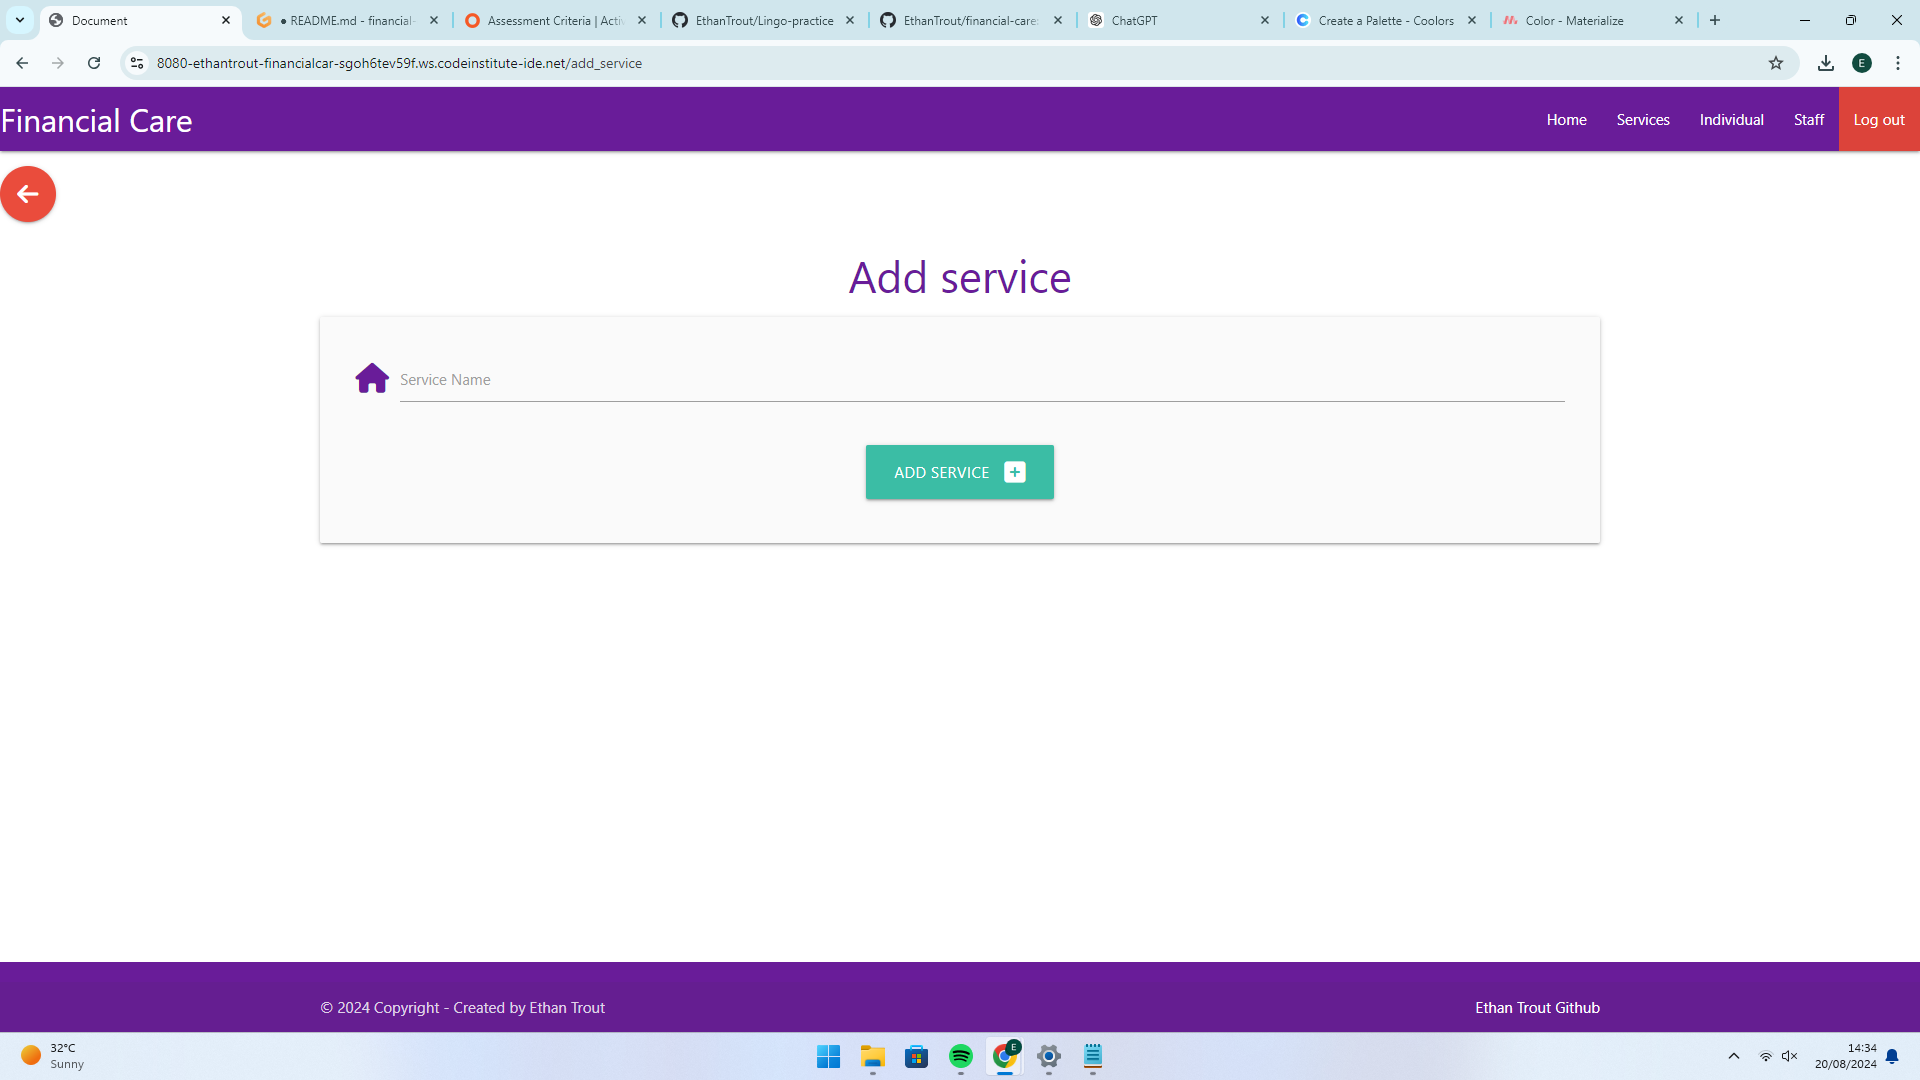 Document
README.md - financial-
Assessment Criteria | Activ
EthanTrout/Lingo-practice
EthanTrout/financial-care
ChatGPT
Create a Palette - Coolors
Color - Materialize
8080-ethantrout-financialcar-sgoh6tev59f.ws.codeinstitute-ide.net/add_service
E
Financial Care
Home
Services
Individual
Staff
Log out
Add service
Service Name
ADD SERVICE
© 2024 Copyright - Created by Ethan Trout
Ethan Trout Github
32°C
Sunny
E
14:34
20/08/2024